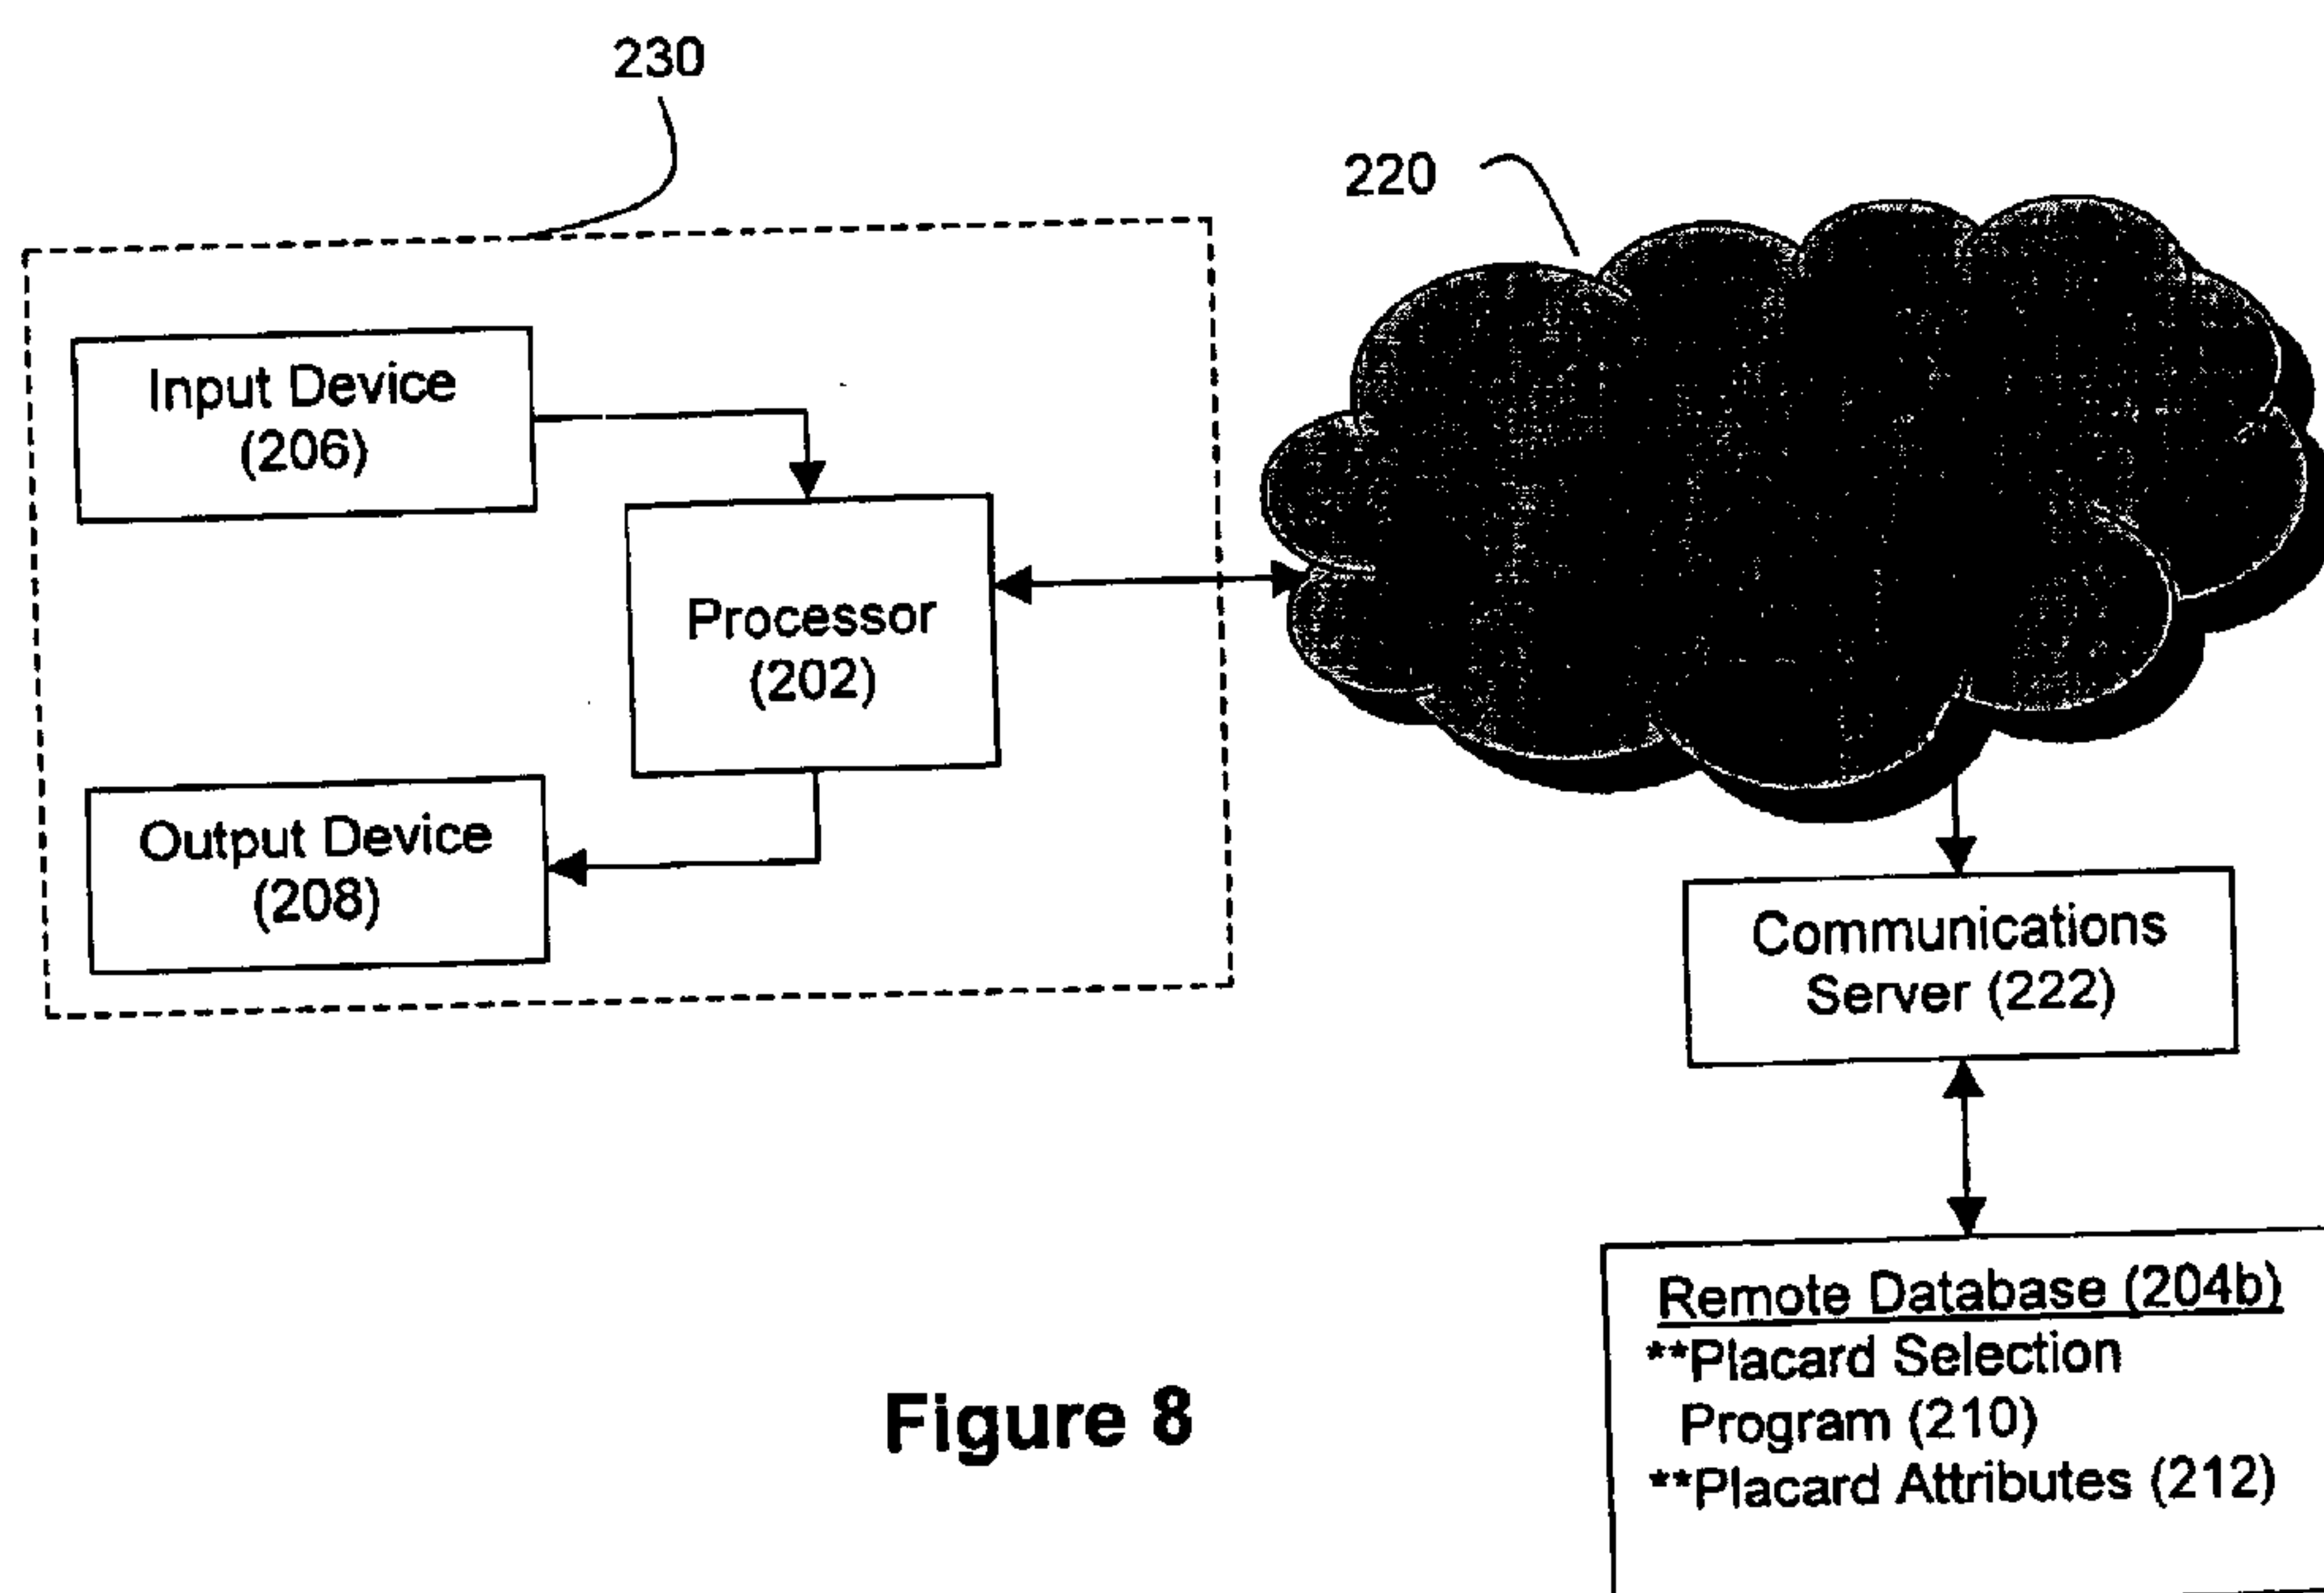 230
220
Input Device
(206)
Processor
(202)
Output Device
(208)
Communications
Server (222)
Remote Database (204b)
**Placard Selection
Program (210)
**Placard Attributes (212)
Figure 8